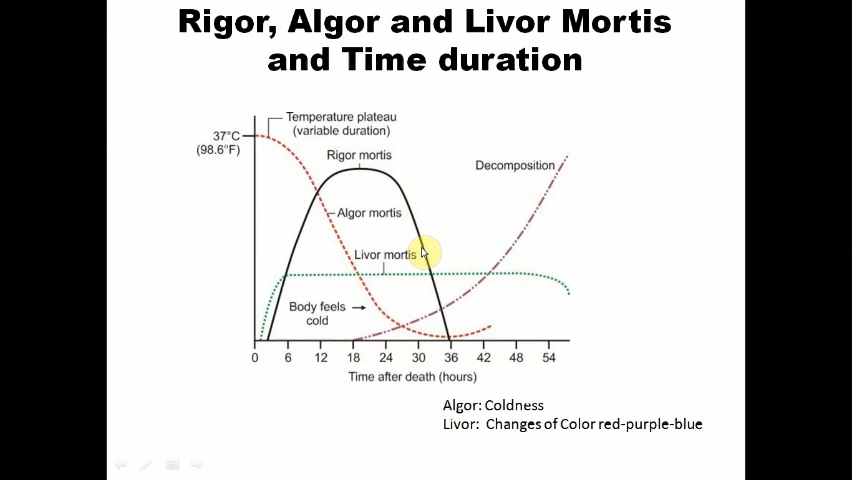 Rigor, Algor and Livor Mortis
and Time duration
Temperature plateau
(variable duration)
37°C
(98.6°F)
Rigor mortis
Decomposition
Algor mortis
Livor mortis
Body feels
cold
0 6 12 18 24 30 36 42 48 54
Time after death (hours)
Algor: Coldness
Livor: Changes of Color red-purple-blue